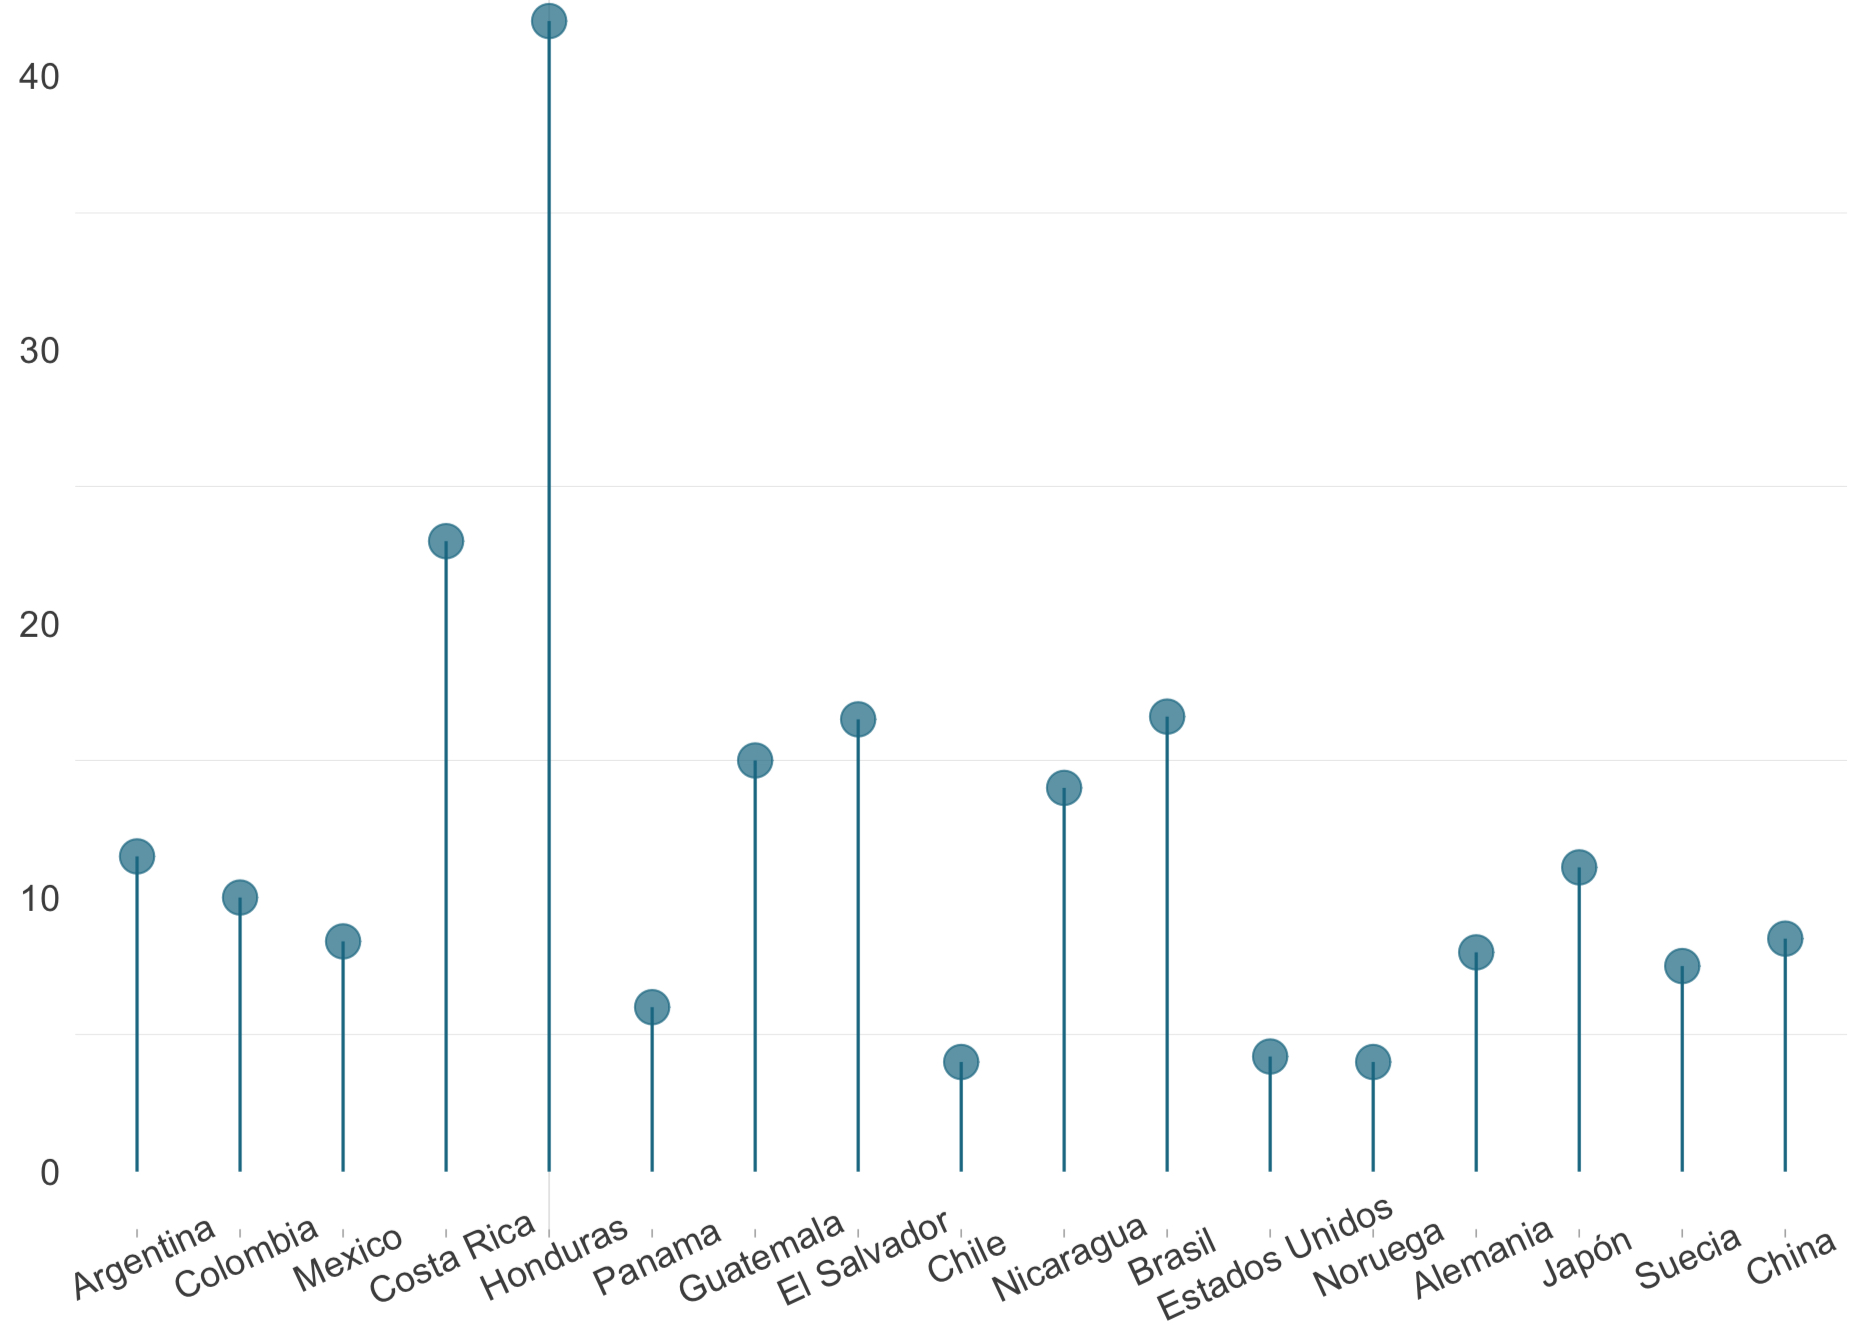 40
30
20
10
0
Argentina
Colombia
Mexico
Costa Rica
Honduras
Panama
Guatemala
El Salvador
Chile
Nicaragua
Brasil
Estados Unidos
Noruega
Alemania
Japón
Suecia
China